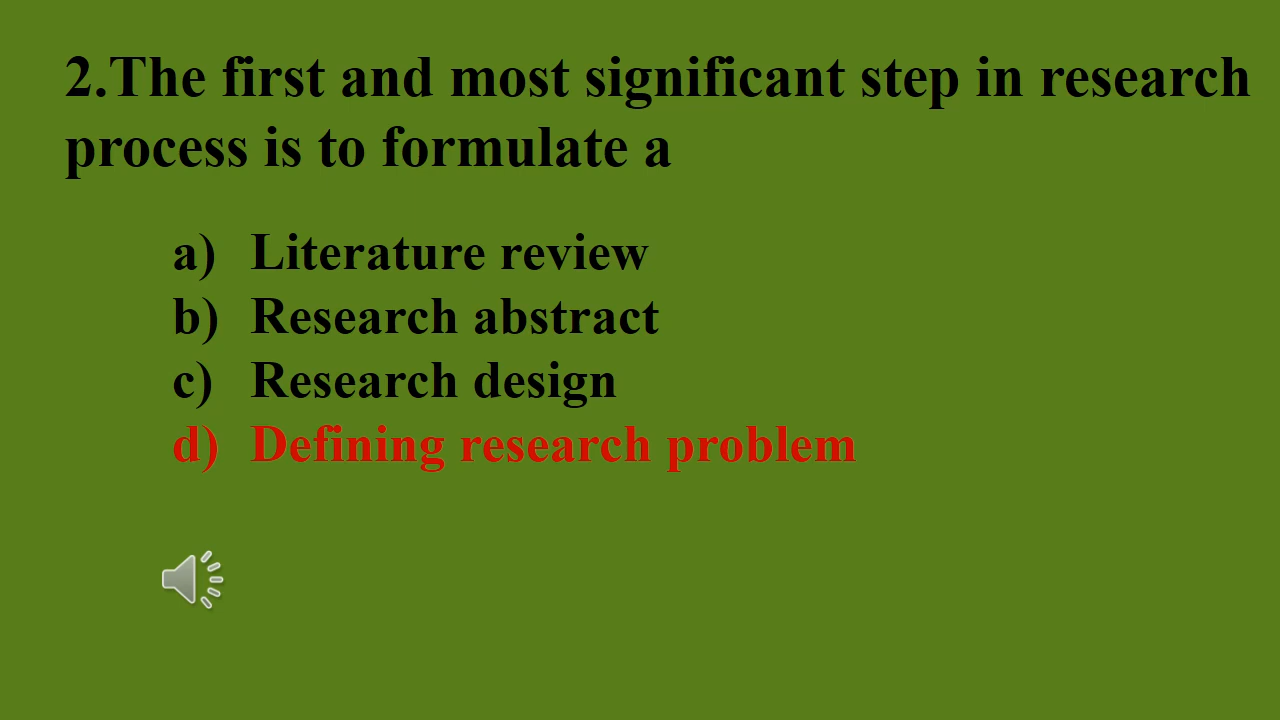 2.The first and most significant step in research
process is to formulate a
a) Literature review
b) Research abstract
c) Research design
d) Defining research problem